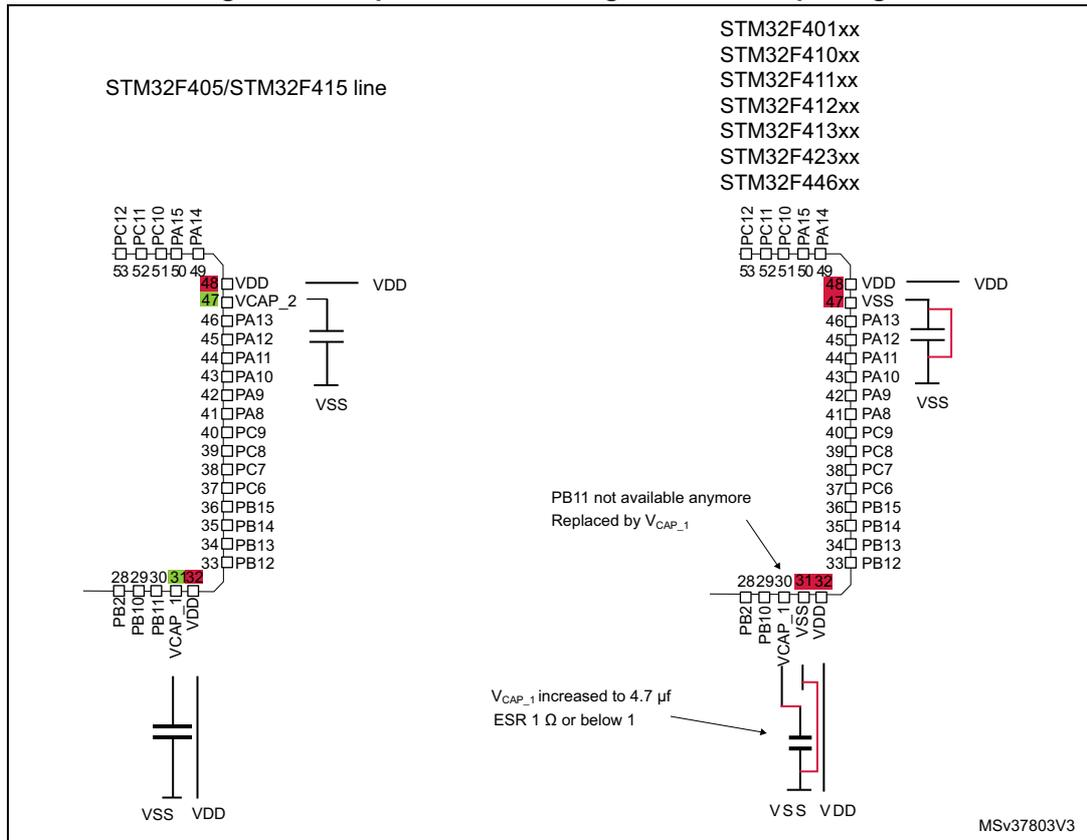 STM32F405/STM32F415 line
PC12
PC11
PC10
PA15
PA14
53 52 51 50 49
48 VDD
VDD
47 VCAP_2
46 PA13
45 PA12
44 PA11
43 PA10
42 PA9
41 PA8
40 PC9
39 PC8
38 PC7
37 PC6
36 PB15
35 PB14
34 PB13
33 PB12
VSS
28 29 30 31 32
PB2
PB10
PB11
VCAP_1
VDD
VSS VDD
STM32F401xx
STM32F410xx
STM32F411xx
STM32F412xx
STM32F413xx
STM32F423xx
STM32F446xx
PC12
PC11
PC10
PA15
PA14
53 52 51 50 49
48 VDD
VDD
47 VSS
46 PA13
45 PA12
44 PA11
43 PA10
42 PA9
41 PA8
40 PC9
39 PC8
38 PC7
37 PC6
36 PB15
35 PB14
34 PB13
33 PB12
VSS
PB11 not available anymore
Replaced by VCAP_1
28 29 30 31 32
PB2
PB10
VCAP_1
VSS
VDD
VCAP_1 increased to 4.7 µf
ESR 1 Ω or below 1
VSS VDD
MSv37803V3